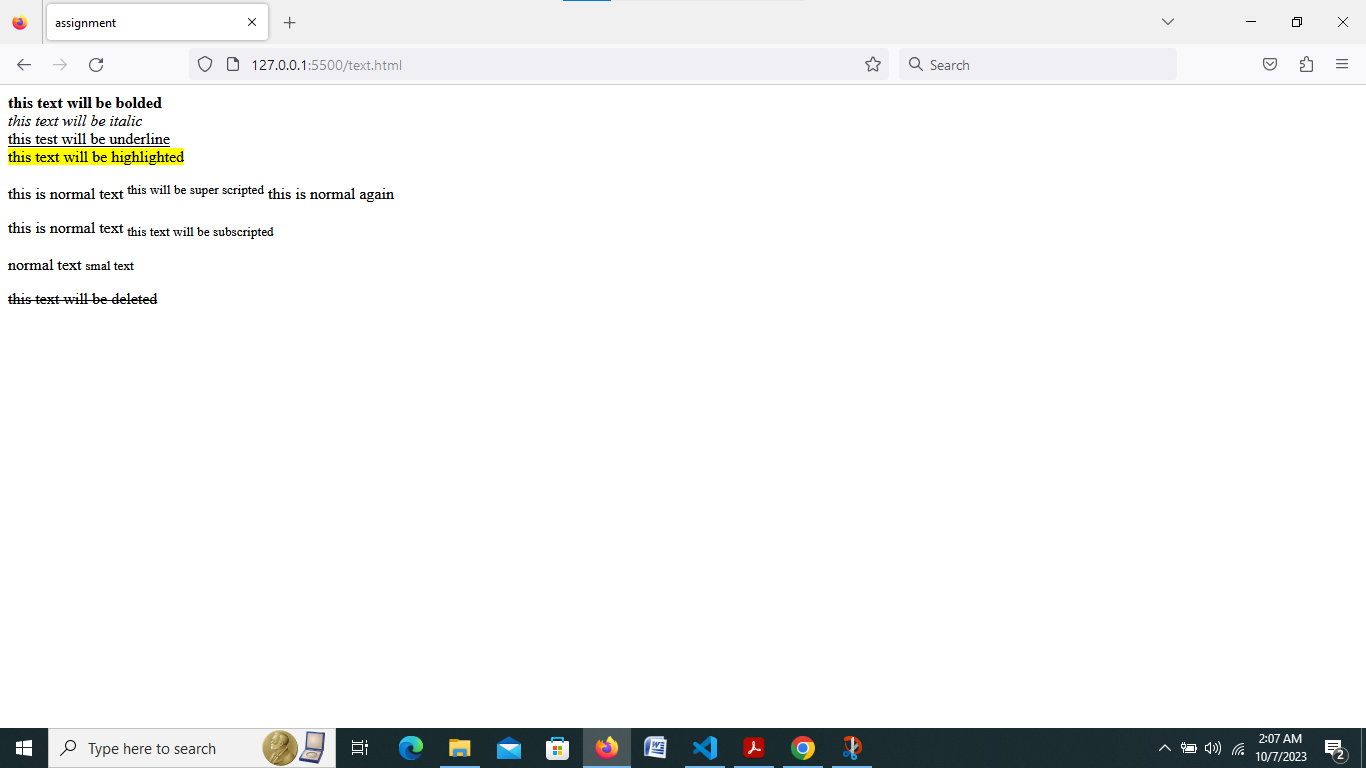 assignment
127.0.0.1:5500/text.html
Search
this text will be bolded
this text will be italic
this test will be underline
this text will be highlighted
this is normal text this will be super scripted this is normal again
this is normal text this text will be subscripted
normal text smal text
this text will be deleted
Type here to search
2:07 AM
10/7/2023
2